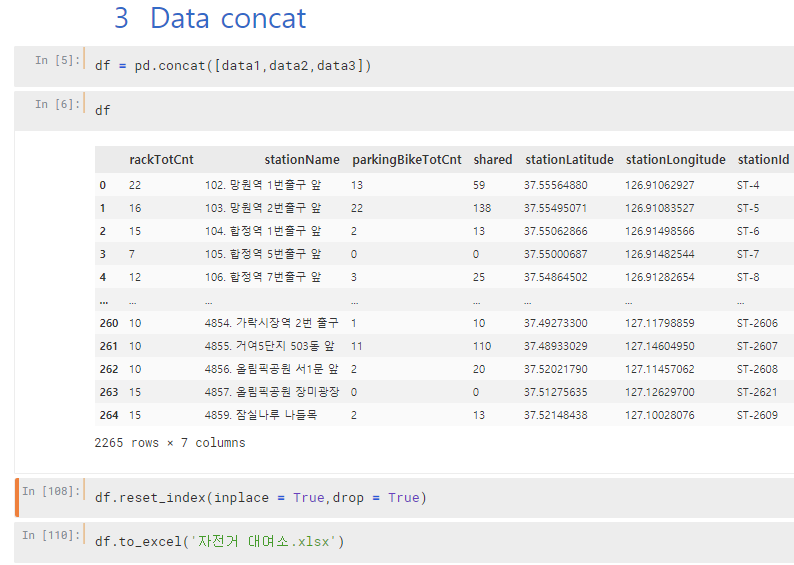 3 Data concat
In [5]: df = pd.concat([data1,data2,data3])
In [6]: df
rackTotCnt stationName parkingBikeTotCnt shared stationLatitude stationLongitude stationId
0 22 102. 망원역 1번출구 앞 13 59 37.55564880 126.91062927 ST-4
1 16 103. 망원역 2번출구 앞 22 138 37.55495071 126.91083527 ST-5
2 15 104. 합정역 1번출구 앞 2 13 37.55062866 126.91498566 ST-6
3 7 105. 합정역 5번출구 앞 0 0 37.55000687 126.91482544 ST-7
4 12 106. 합정역 7번출구 앞 3 25 37.54864502 126.91282654 ST-8
... ... ... ... ... ... ... ...
260 10 4854. 가락시장역 2번 출구 1 10 37.49273300 127.11798859 ST-2606
261 10 4855. 거여5단지 503동 앞 11 110 37.48933029 127.14604950 ST-2607
262 10 4856. 올림픽공원 서1문 앞 2 20 37.52021790 127.11457062 ST-2608
263 15 4857. 올림픽공원 장미광장 0 0 37.51275635 127.12629700 ST-2621
264 15 4859. 잠실나루 나들목 2 13 37.52148438 127.10028076 ST-2609
2265 rows × 7 columns
In [108]: df.reset_index(inplace = True,drop = True)
In [110]: df.to_excel('자전거 대여소.xlsx')